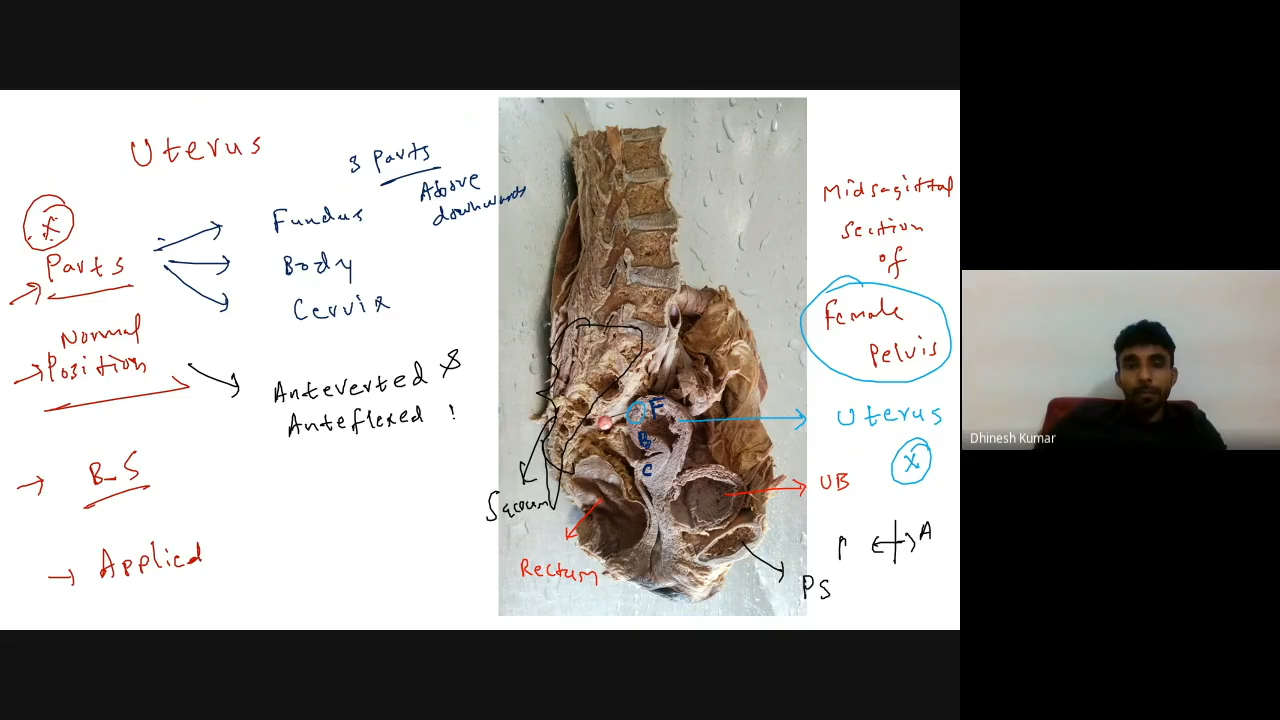 Uterus
3 Parts
Above
downwards
Parts
Fundus
Body
Cervix
Normal
Position
Anteverted &
Anteflexed !
B-S
Applied
Midsagittal
section
of
Female
Pelvis
Uterus
UB
P A
PS
F
B
C
Sacrum
Rectum
Dhinesh Kumar